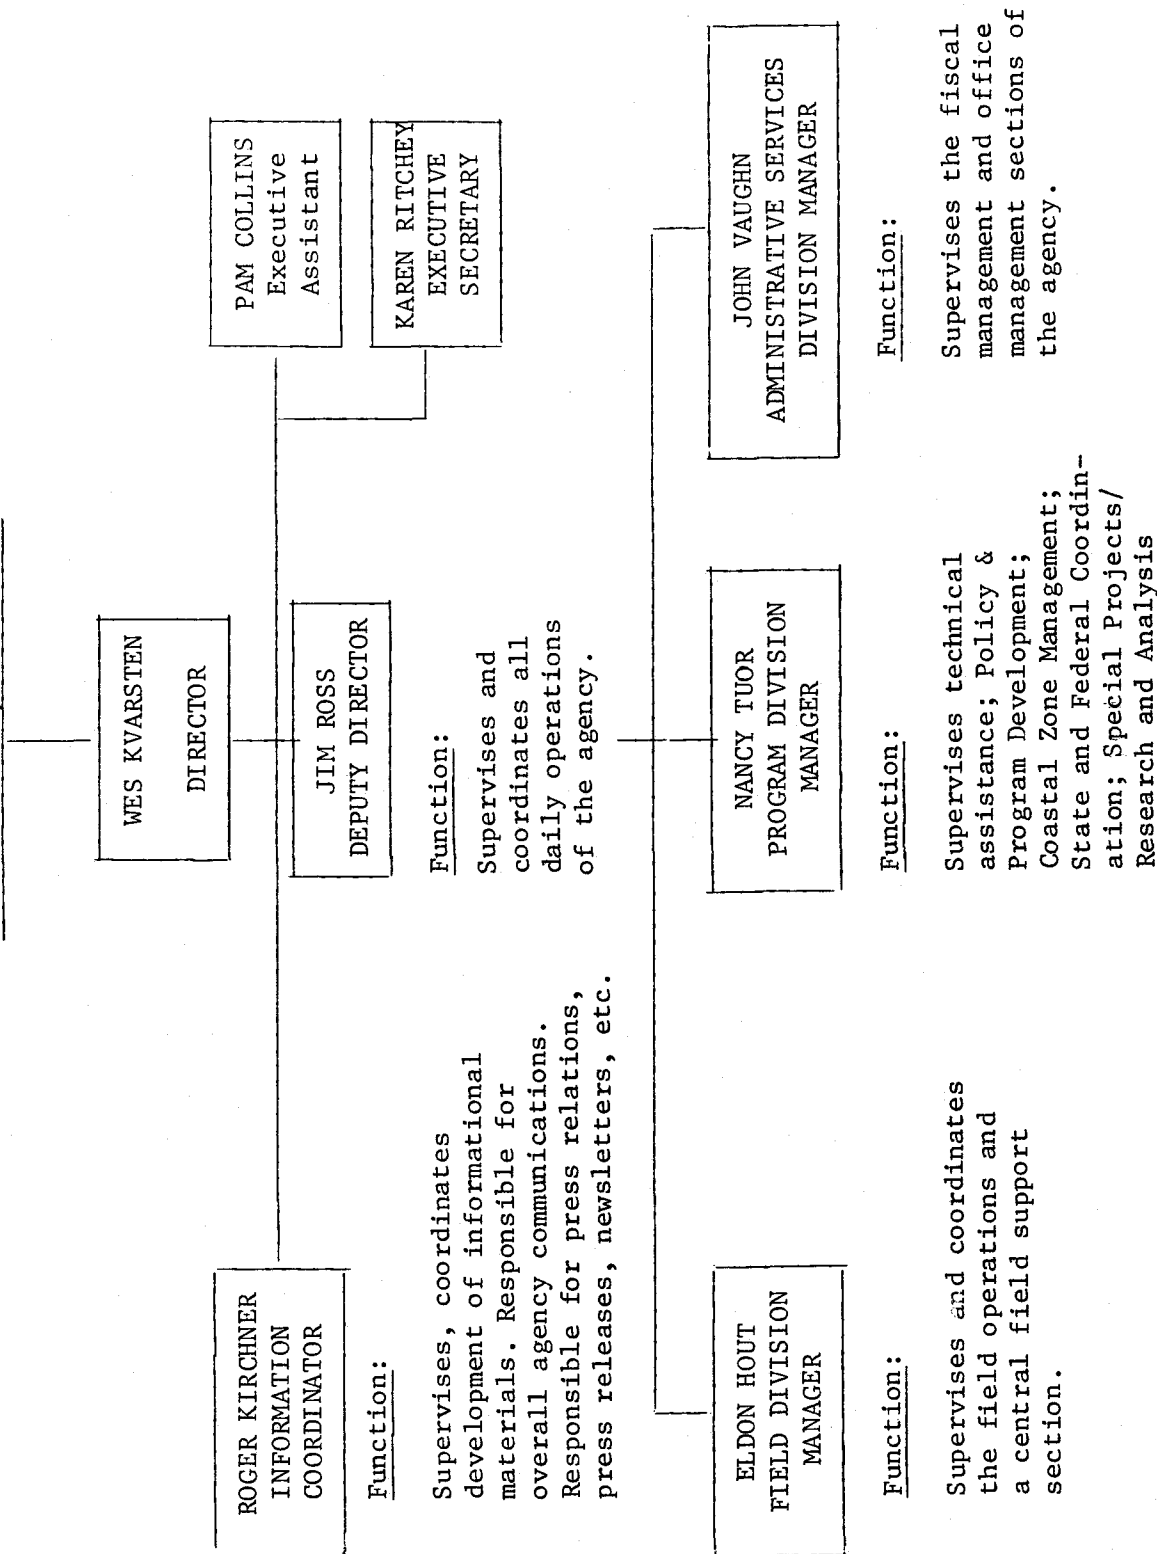 WES KVARSTEN
DIRECTOR
ROGER KIRCHNER
INFORMATION
COORDINATOR
Function:
Supervises, coordinates
development of informational
materials. Responsible for
overall agency communications.
Responsible for press relations,
press releases, newsletters, etc.
JIM ROSS
DEPUTY DIRECTOR
Function:
Supervises and
coordinates all
daily operations
of the agency.
PAM COLLINS
Executive
Assistant
KAREN RITCHEY
EXECUTIVE
SECRETARY
ELDON HOUT
FIELD DIVISION
MANAGER
Function:
Supervises and coordinates
the field operations and
a central field support
section.
NANCY TUOR
PROGRAM DIVISION
MANAGER
Function:
Supervises technical
assistance; Policy &
Program Development;
Coastal Zone Management;
State and Federal Coordin-
ation; Special Projects/
Research and Analysis
JOHN VAUGHN
ADMINISTRATIVE SERVICES
DIVISION MANAGER
Function:
Supervises the fiscal
management and office
management sections of
the agency.